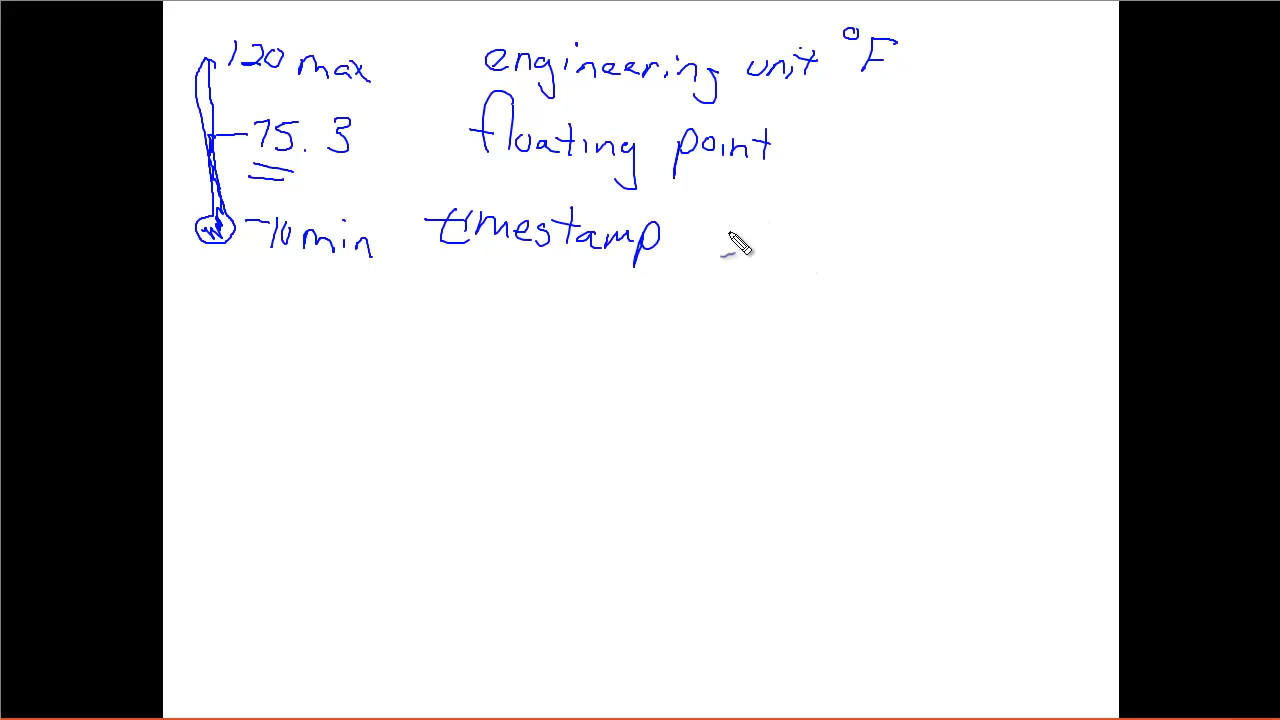 120 max engineering unit °F
75.3 floating point
-10 min timestamp